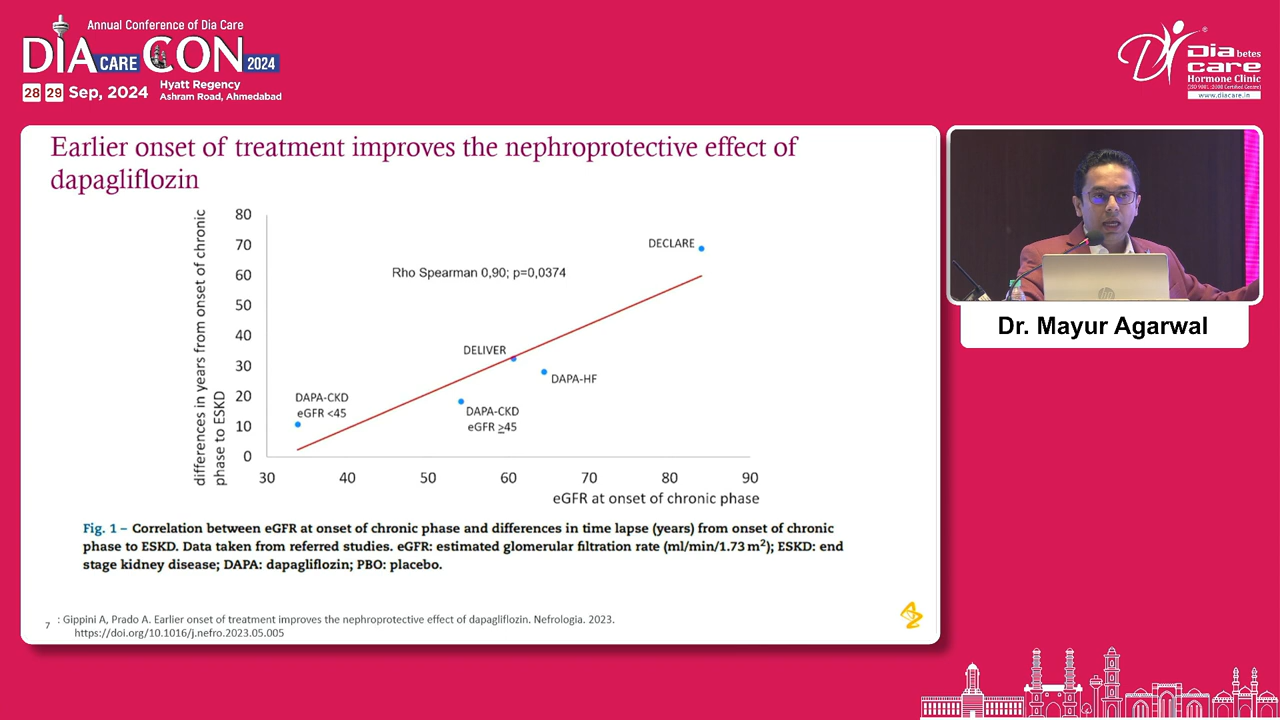 Annual Conference of Dia Care
DIA CARE CON 2024
28 29 Sep, 2024
Hyatt Regency
Ashram Road, Ahmedabad
Diabetes
care
Hormone Clinic
(ISO 9001 : 2008 Certified Centre)
www.diacare.in
Earlier onset of treatment improves the nephroprotective effect of
dapagliflozin
differences in years from onset of chronic
phase to ESKD
80
70
60
50
40
30
20
10
0
DECLARE
Rho Spearman 0,90; p=0,0374
DELIVER
DAPA-HF
DAPA-CKD
eGFR <45
DAPA-CKD
eGFR ≥45
30 40 50 60 70 80 90
eGFR at onset of chronic phase
Fig. 1 – Correlation between eGFR at onset of chronic phase and differences in time lapse (years) from onset of chronic
phase to ESKD. Data taken from referred studies. eGFR: estimated glomerular filtration rate (ml/min/1.73 m²); ESKD: end
stage kidney disease; DAPA: dapagliflozin; PBO: placebo.
7 : Gippini A, Prado A. Earlier onset of treatment improves the nephroprotective effect of dapagliflozin. Nefrologia. 2023.
https://doi.org/10.1016/j.nefro.2023.05.005
hp
Dr. Mayur Agarwal